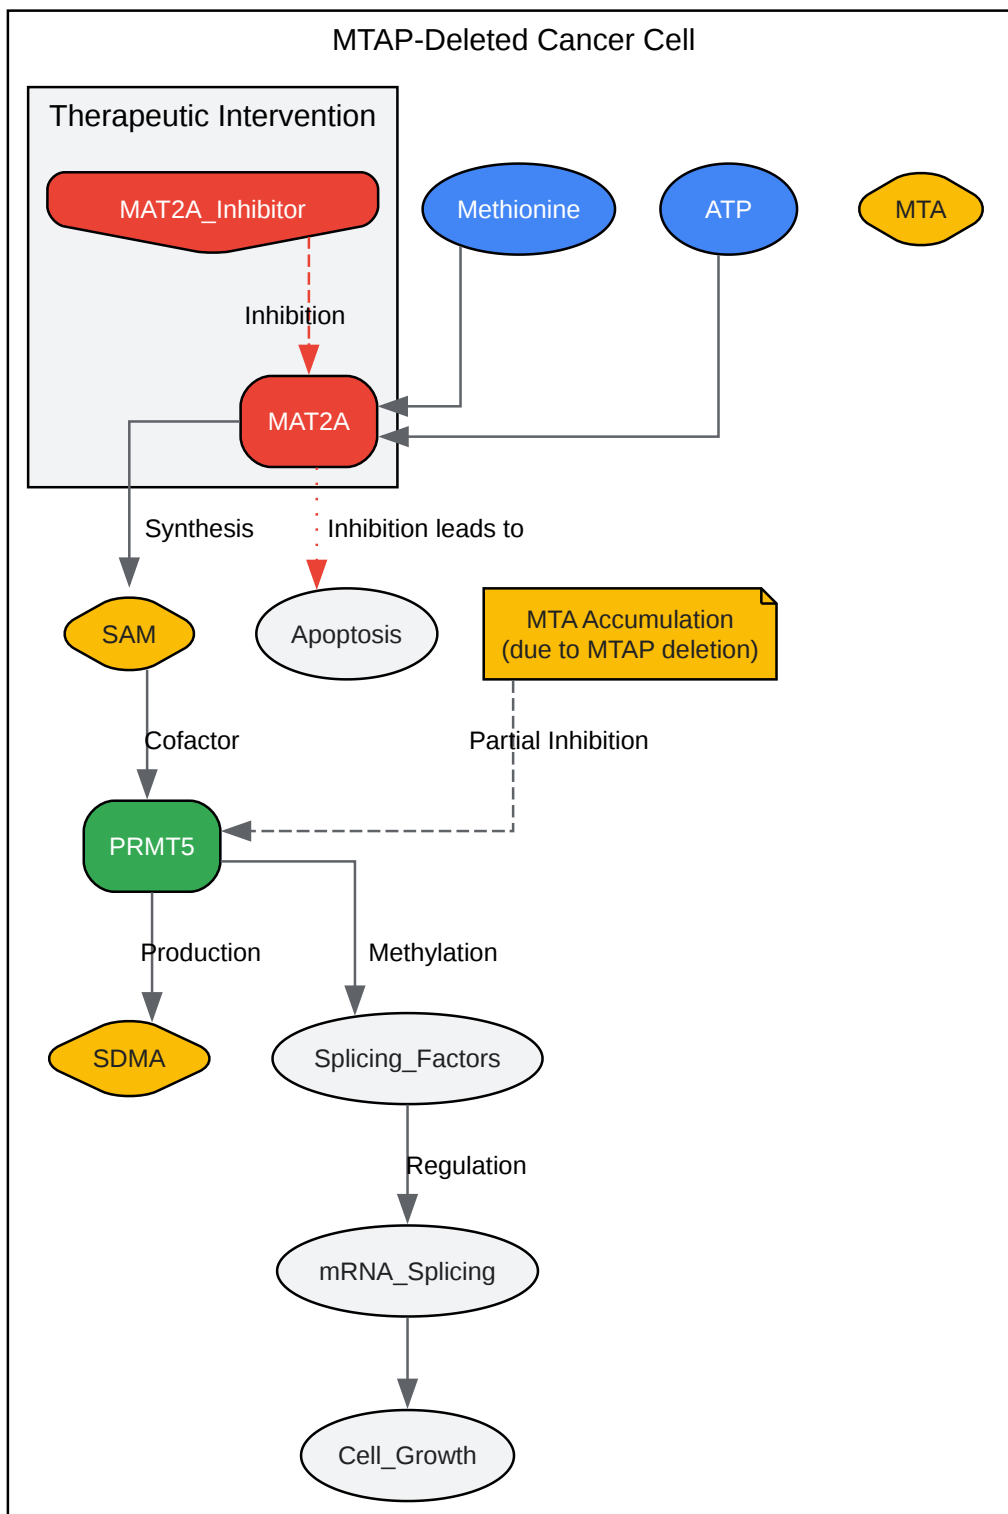 MTAP-Deleted Cancer Cell
Therapeutic Intervention
MAT2A_Inhibitor
Methionine
ATP
MTA
Inhibition
MAT2A
Synthesis
Inhibition leads to
SAM
Apoptosis
MTA Accumulation
(due to MTAP deletion)
Cofactor
Partial Inhibition
PRMT5
Production
Methylation
SDMA
Splicing_Factors
Regulation
mRNA_Splicing
Cell_Growth